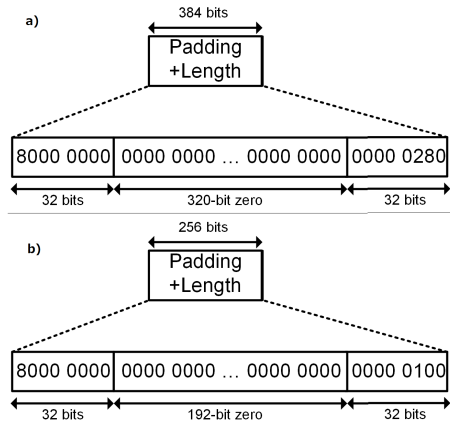 a)
384 bits
Padding
+Length
8000 0000 0000 0000 ... 0000 0000 0000 0280
32 bits 320-bit zero 32 bits
256 bits
b)
Padding
+Length
8000 0000 0000 0000 ... 0000 0000 0000 0100
32 bits 192-bit zero 32 bits